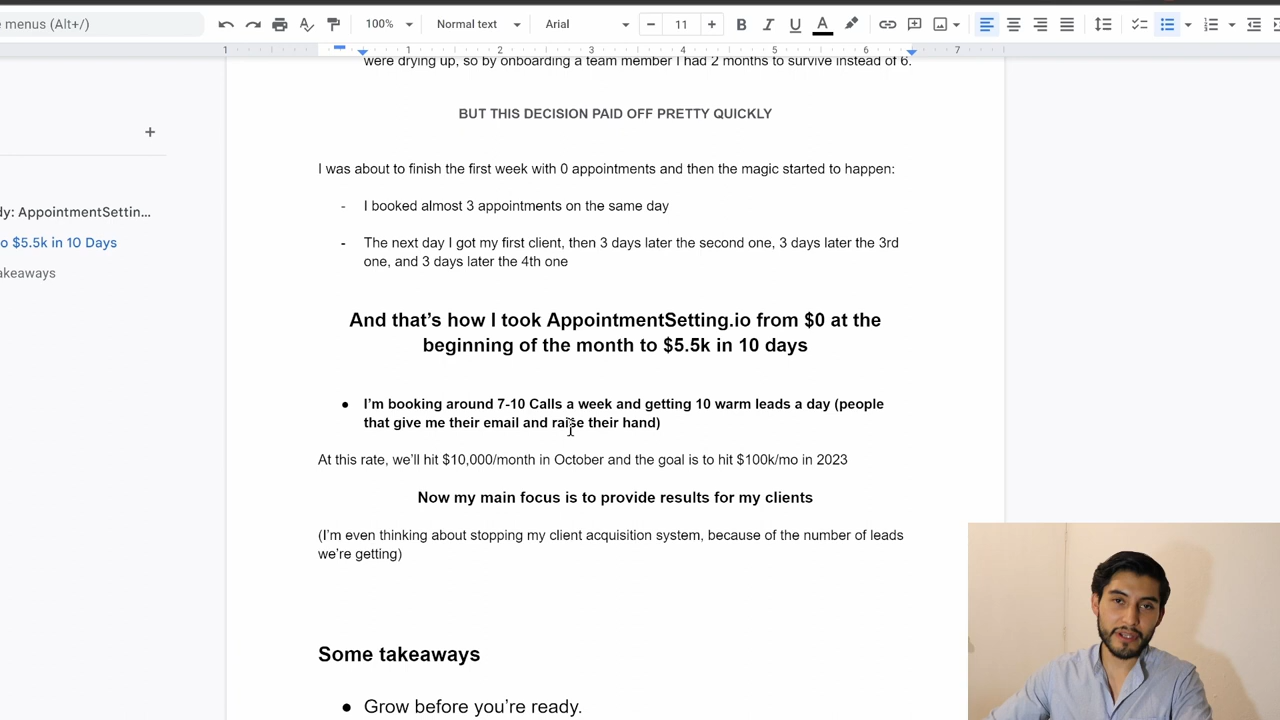 e menus (Alt+/)
100%
Normal text
Arial
11
B I U A
1 1 2 3 4 5 6 7
were drying up, so by onboarding a team member I had 2 months to survive instead of 6.
BUT THIS DECISION PAID OFF PRETTY QUICKLY
I was about to finish the first week with 0 appointments and then the magic started to happen:
- I booked almost 3 appointments on the same day
- The next day I got my first client, then 3 days later the second one, 3 days later the 3rd
one, and 3 days later the 4th one
dy: AppointmentSettin...
o $5.5k in 10 Days
akeaways
And that's how I took AppointmentSetting.io from $0 at the
beginning of the month to $5.5k in 10 days
● I'm booking around 7-10 Calls a week and getting 10 warm leads a day (people
that give me their email and raise their hand)
At this rate, we'll hit $10,000/month in October and the goal is to hit $100k/mo in 2023
Now my main focus is to provide results for my clients
(I'm even thinking about stopping my client acquisition system, because of the number of leads
we're getting)
Some takeaways
● Grow before you're ready.